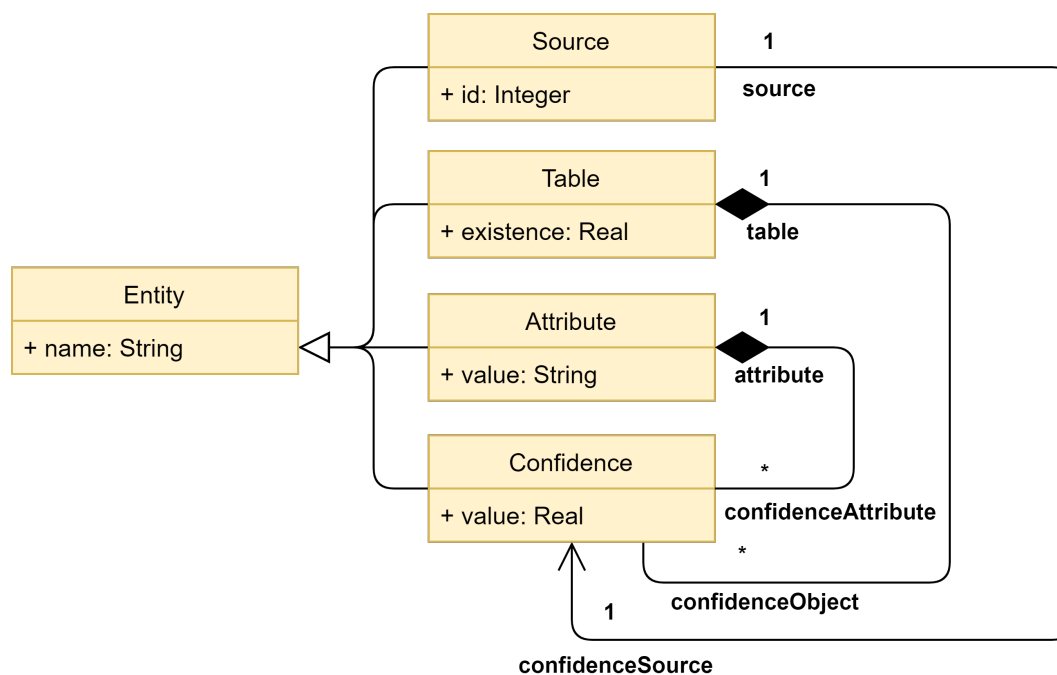 Source
+ id: Integer
1
source
Table
+ existence: Real
1
table
Entity
+ name: String
Attribute
+ value: String
1
attribute
Confidence
+ value: Real
*
confidenceAttribute
*
confidenceObject
1
confidenceSource